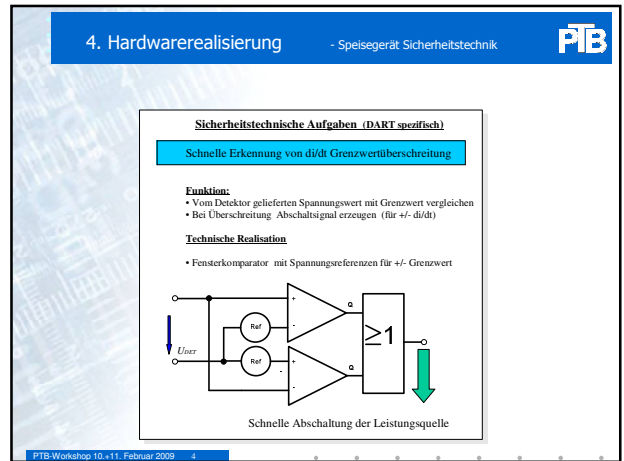 4. Hardwarerealisierung - Speisegerät Sicherheitstechnik
PTB
Sicherheitstechnische Aufgaben (DART spezifisch)
Schnelle Erkennung von di/dt Grenzwertüberschreitung
Funktion:
• Vom Detektor gelieferten Spannungswert mit Grenzwert vergleichen
• Bei Überschreitung Abschaltsignal erzeugen (für +/- di/dt)
Technische Realisation
• Fensterkomparator mit Spannungsreferenzen für +/- Grenzwert
+
Q
Ref
-
≥1
UDET
Ref
+
Q
-
-
Schnelle Abschaltung der Leistungsquelle
PTB-Workshop 10.+11. Februar 2009 4